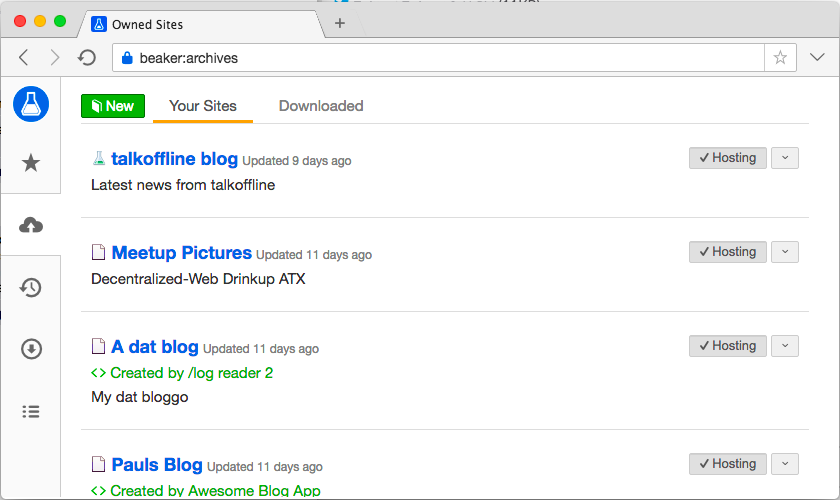 Owned Sites
beaker:archives
New Your Sites Downloaded
talkoffline blog Updated 9 days ago Hosting
Latest news from talkoffline
Meetup Pictures Updated 11 days ago Hosting
Decentralized-Web Drinkup ATX
A dat blog Updated 11 days ago Hosting
<> Created by /log reader 2
My dat bloggo
Pauls Blog Updated 11 days ago Hosting
<> Created by Awesome Blog App